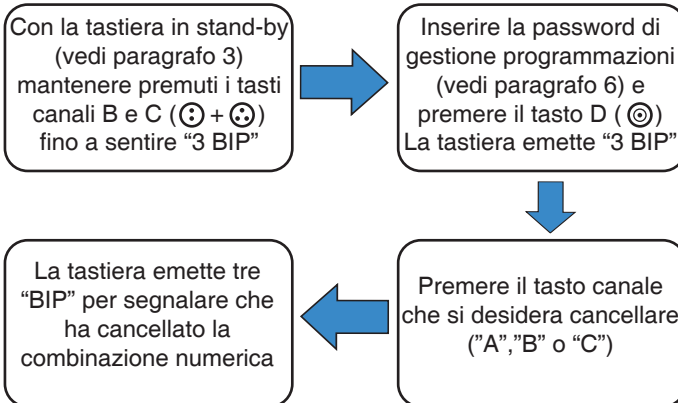 Con la tastiera in stand-by
(vedi paragrafo 3)
mantenere premuti i tasti
canali B e C ( + )
fino a sentire “3 BIP”
Inserire la password di
gestione programmazioni
(vedi paragrafo 6) e
premere il tasto D ( )
La tastiera emette “3 BIP”
Premere il tasto canale
che si desidera cancellare
(”A”,”B” o “C”)
La tastiera emette tre
“BIP” per segnalare che
ha cancellato la
combinazione numerica